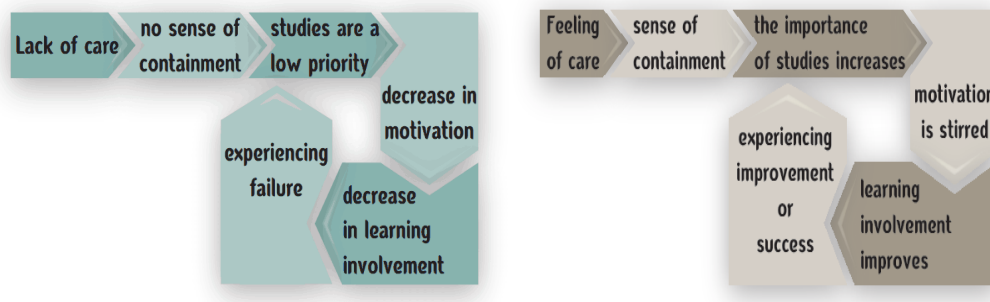 Lack of care
no sense of
containment
studies are a
low priority
decrease in
motivation
decrease
in learning
involvement
experiencing
failure
Feeling
of care
sense of
containment
the importance
of studies increases
motivation
is stirred
learning
involvement
improves
experiencing
improvement
or
success